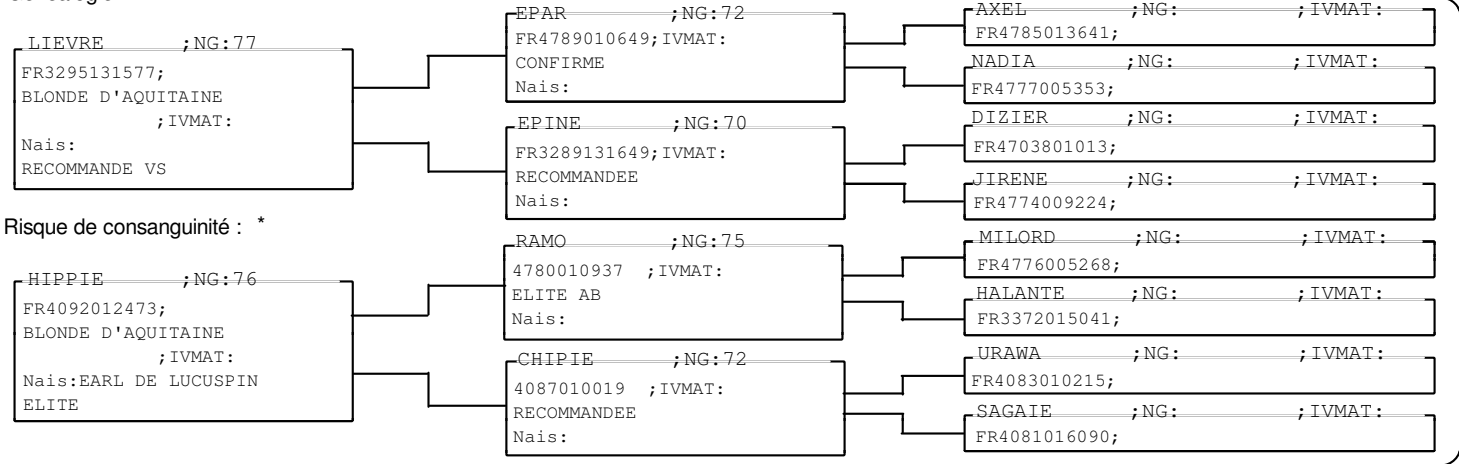 LIEVRE ;NG:77
FR3295131577;
BLONDE D'AQUITAINE
;IVMAT:
Nais:
RECOMMANDE VS
EPAR ;NG:72
FR4789010649;IVMAT:
CONFIRME
Nais:
EPINE ;NG:70
FR3289131649;IVMAT:
RECOMMANDEE
Nais:
AXEL ;NG: ;IVMAT:
FR4785013641;
NADIA ;NG: ;IVMAT:
FR4777005353;
DIZIER ;NG: ;IVMAT:
FR4703801013;
JIRENE ;NG: ;IVMAT:
FR4774009224;
Risque de consanguinité : *
HIPPIE ;NG:76
FR4092012473;
BLONDE D'AQUITAINE
;IVMAT:
Nais:EARL DE LUCUSPIN
ELITE
RAMO ;NG:75
4780010937 ;IVMAT:
ELITE AB
Nais:
CHIPIE ;NG:72
4087010019 ;IVMAT:
RECOMMANDEE
Nais:
MILORD ;NG: ;IVMAT:
FR4776005268;
HALANTE ;NG: ;IVMAT:
FR3372015041;
URAWA ;NG: ;IVMAT:
FR4083010215;
SAGAIE ;NG: ;IVMAT:
FR4081016090;